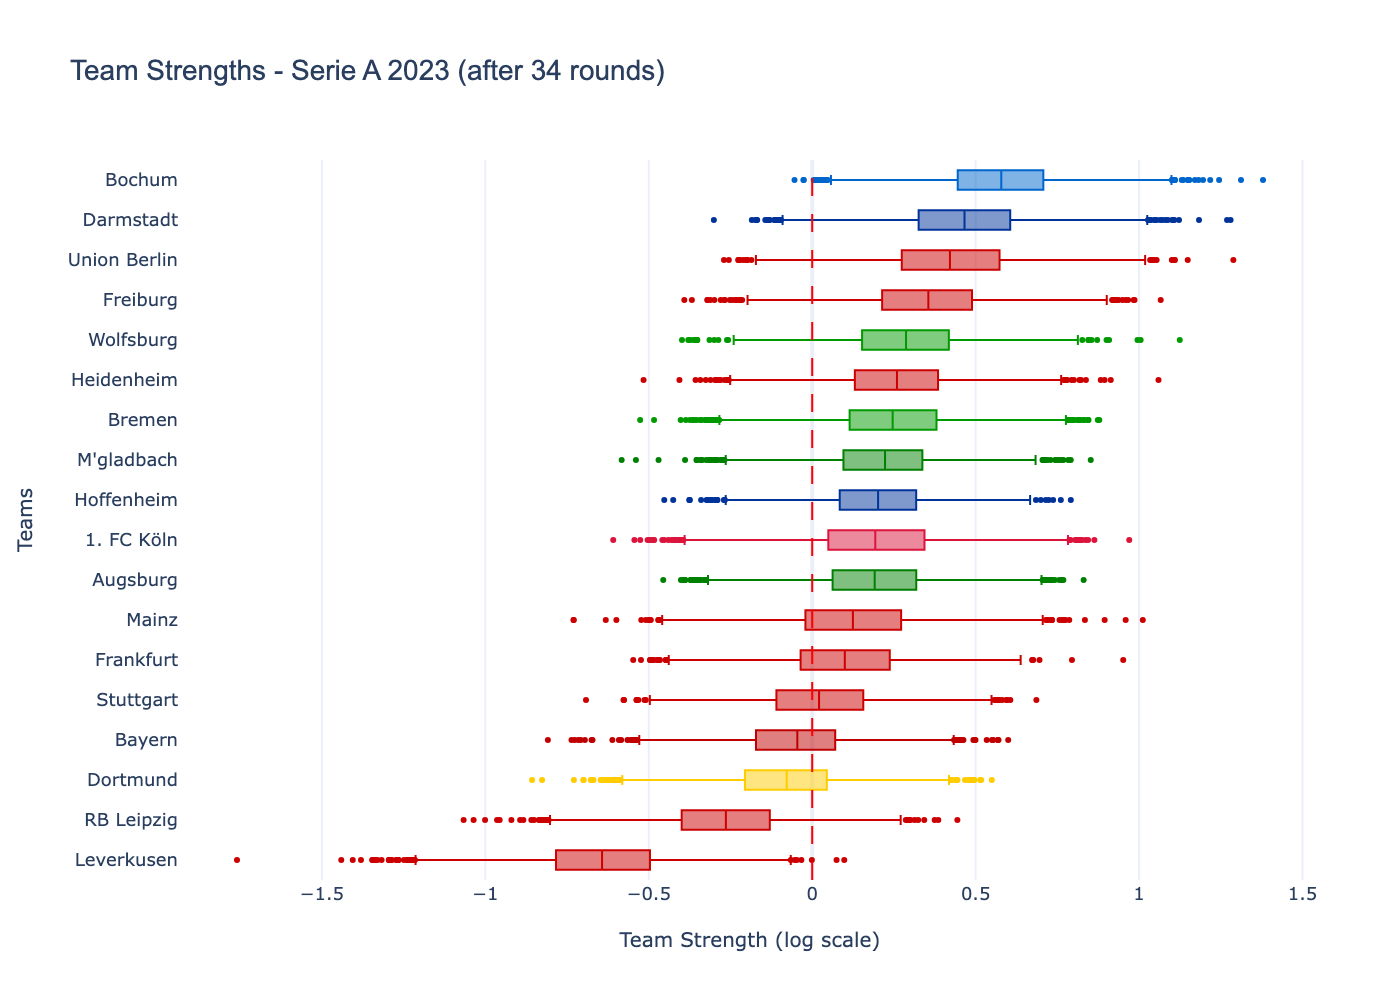 Team Strengths - Serie A 2023 (after 34 rounds)
Teams
Bochum
Darmstadt
Union Berlin
Freiburg
Wolfsburg
Heidenheim
Bremen
M'gladbach
Hoffenheim
1. FC Köln
Augsburg
Mainz
Frankfurt
Stuttgart
Bayern
Dortmund
RB Leipzig
Leverkusen
−1.5 −1 −0.5 0 0.5 1 1.5
Team Strength (log scale)